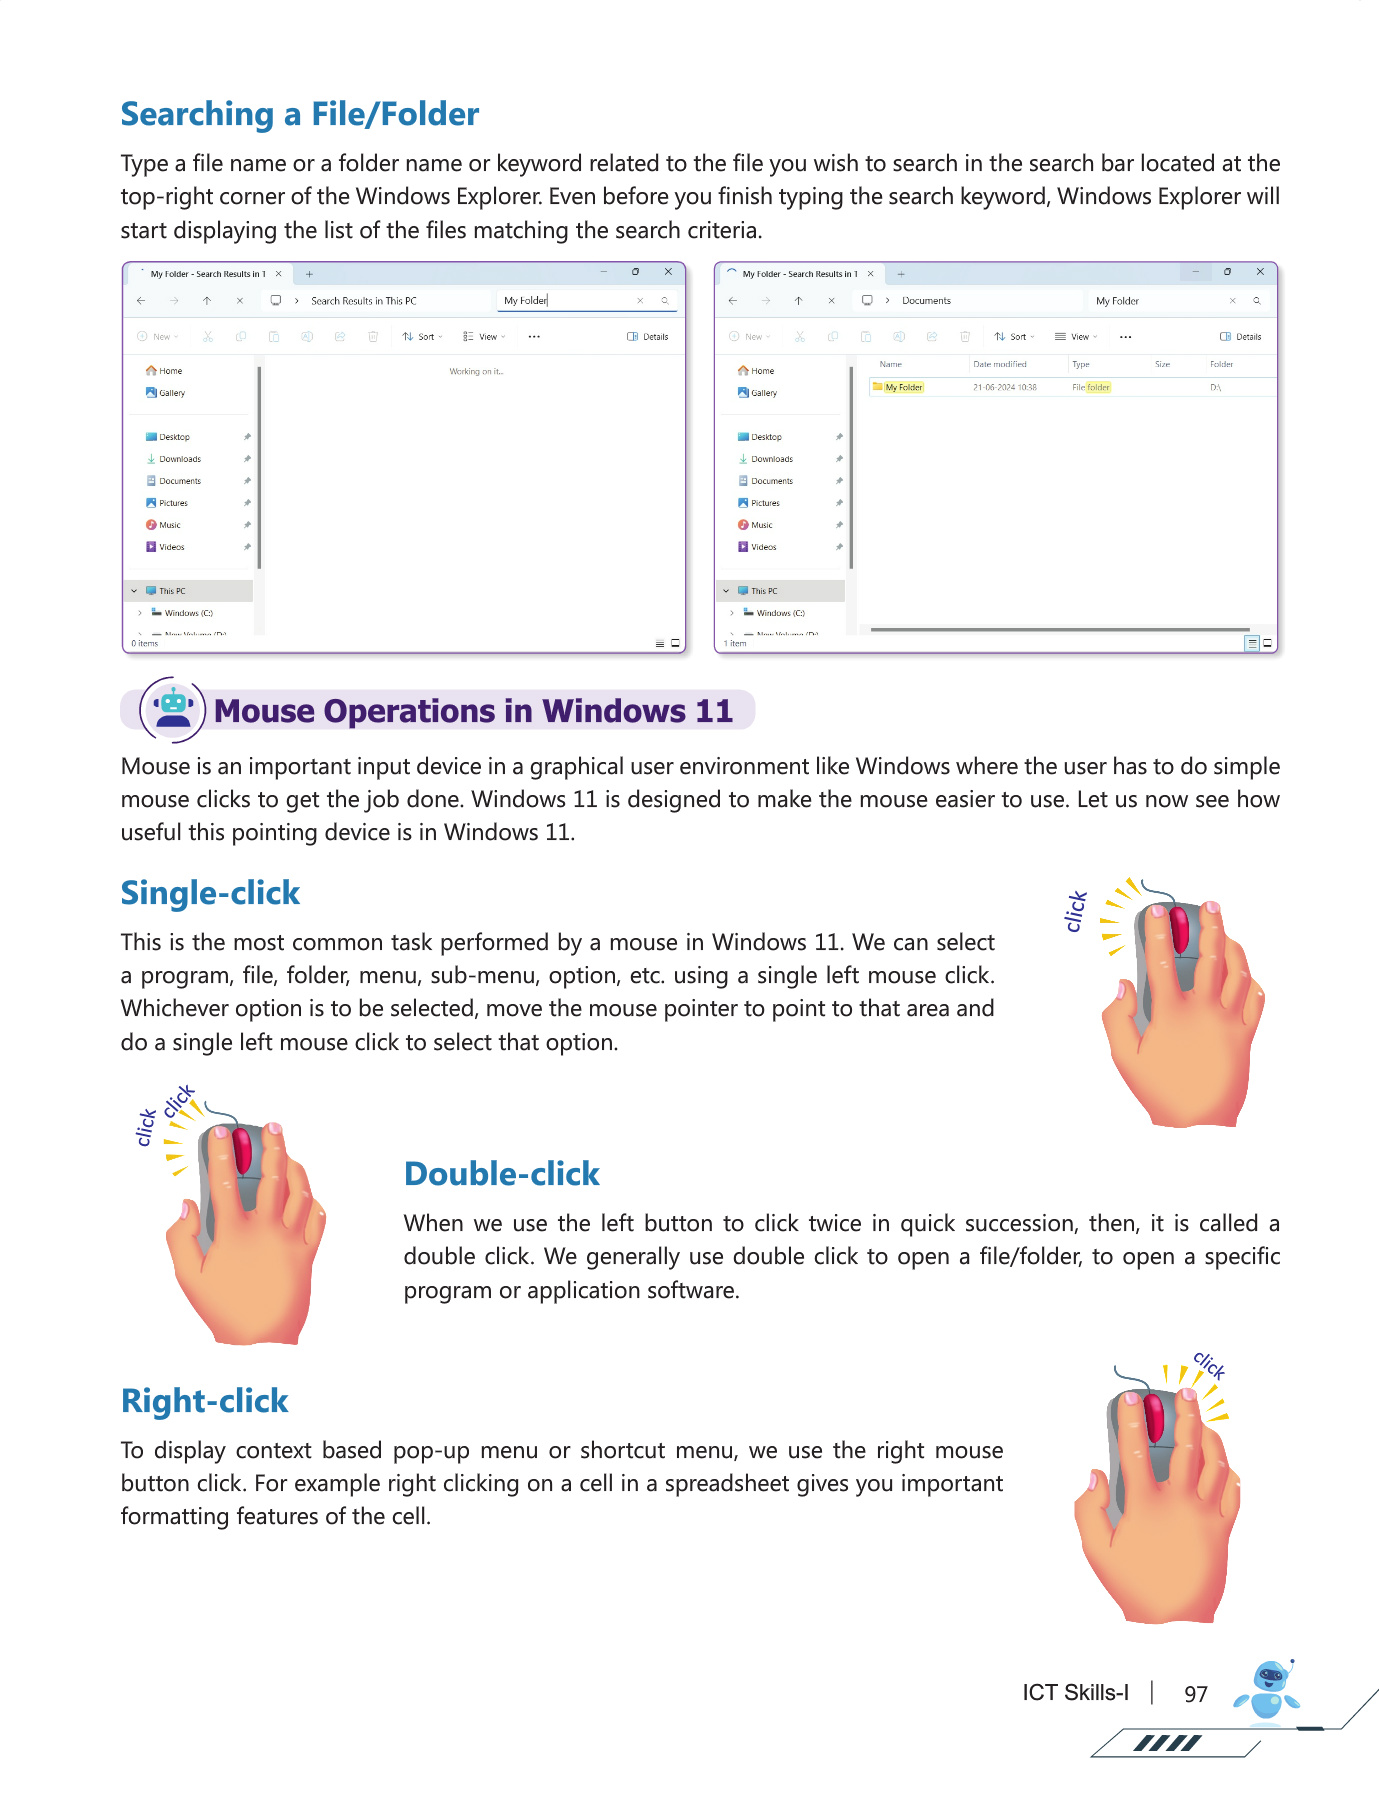 Searching a File/Folder
Type a file name or a folder name or keyword related to the file you wish to search in the search bar located at the
top-right corner of the Windows Explorer. Even before you finish typing the search keyword, Windows Explorer will
start displaying the list of the files matching the search criteria.
My Folder - Search Results in T
Search Results in This PC
My Folder
New
Sort
View
Details
Home
Working on it...
Gallery
Desktop
Downloads
Documents
Pictures
Music
Videos
This PC
Windows (C:)
New Volume (D:)
0 items
My Folder - Search Results in T
Documents
My Folder
New
Sort
View
Details
Name Date modified Type Size Folder
Home
My Folder 21-06-2024 10:38 File folder D:\
Gallery
Desktop
Downloads
Documents
Pictures
Music
Videos
This PC
Windows (C:)
New Volume (D:)
1 item
Mouse Operations in Windows 11
Mouse is an important input device in a graphical user environment like Windows where the user has to do simple
mouse clicks to get the job done. Windows 11 is designed to make the mouse easier to use. Let us now see how
useful this pointing device is in Windows 11.
Single-click
click
This is the most common task performed by a mouse in Windows 11. We can select
a program, file, folder, menu, sub-menu, option, etc. using a single left mouse click.
Whichever option is to be selected, move the mouse pointer to point to that area and
do a single left mouse click to select that option.
click
click
Double-click
When we use the left button to click twice in quick succession, then, it is called a
double click. We generally use double click to open a file/folder, to open a specific
program or application software.
click
Right-click
To display context based pop-up menu or shortcut menu, we use the right mouse
button click. For example right clicking on a cell in a spreadsheet gives you important
formatting features of the cell.
ICT Skills-I | 97